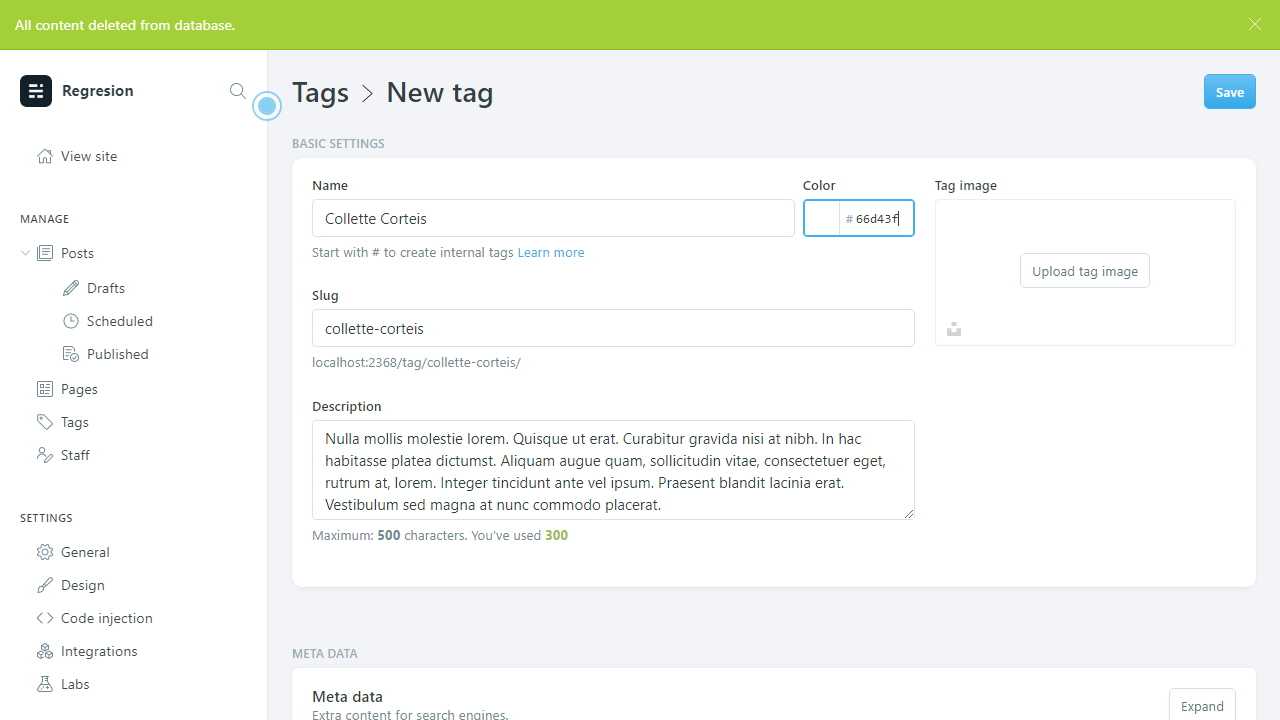 All content deleted from database.
Regresion
Tags > New tag
Save
View site
BASIC SETTINGS
Name
Color
Tag image
Collette Corteis
# 66d43f
Start with # to create internal tags Learn more
Upload tag image
MANAGE
Posts
Drafts
Scheduled
Published
Pages
Tags
Staff
Slug
collette-corteis
localhost:2368/tag/collette-corteis/
Description
Nulla mollis molestie lorem. Quisque ut erat. Curabitur gravida nisi at nibh. In hac
habitasse platea dictumst. Aliquam augue quam, sollicitudin vitae, consectetuer eget,
rutrum at, lorem. Integer tincidunt ante vel ipsum. Praesent blandit lacinia erat.
Vestibulum sed magna at nunc commodo placerat.
Maximum: 500 characters. You've used 300
SETTINGS
General
Design
Code injection
Integrations
Labs
META DATA
Meta data
Extra content for search engines.
Expand